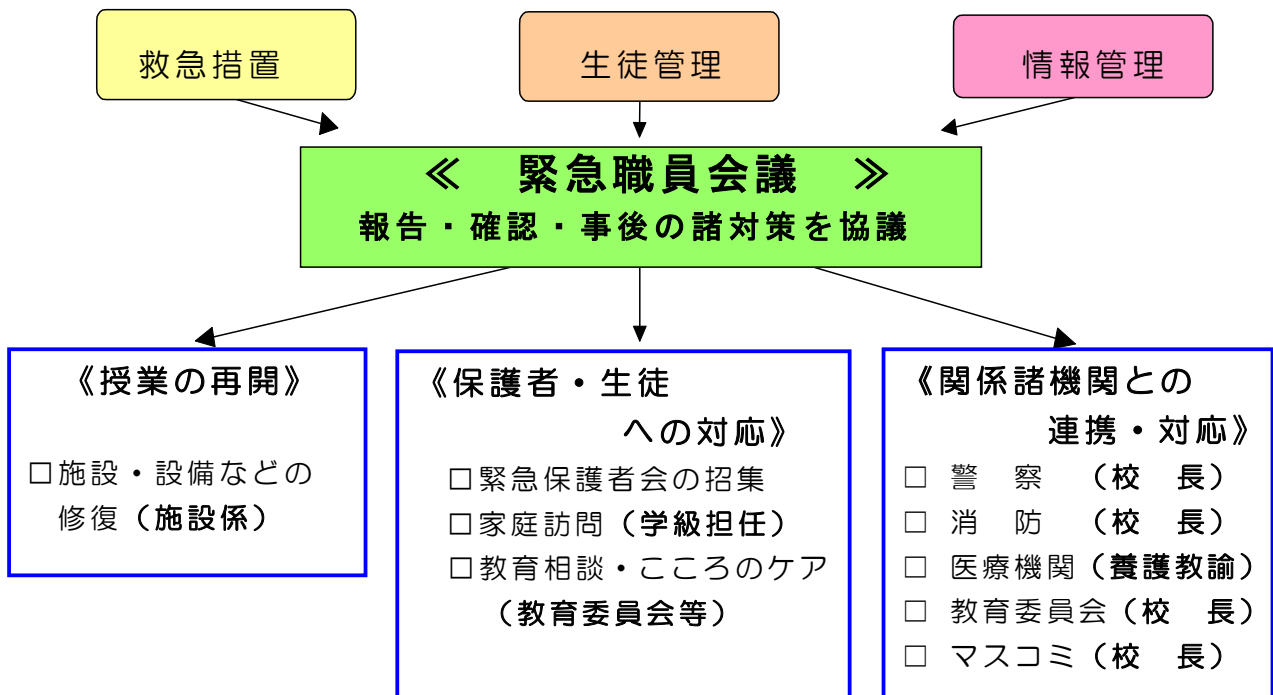 救急措置
生徒管理
情報管理
≪　緊急職員会議　≫
報告・確認・事後の諸対策を協議
《授業の再開》
□施設・設備などの
修復（施設係）
《保護者・生徒
への対応》
□緊急保護者会の招集
□家庭訪問（学級担任）
□教育相談・こころのケア
（教育委員会等）
《関係諸機関との
連携・対応》
□ 警　察　（校　長）
□ 消　防　（校　長）
□ 医療機関（養護教諭）
□ 教育委員会（校　長）
□ マスコミ（校　長）